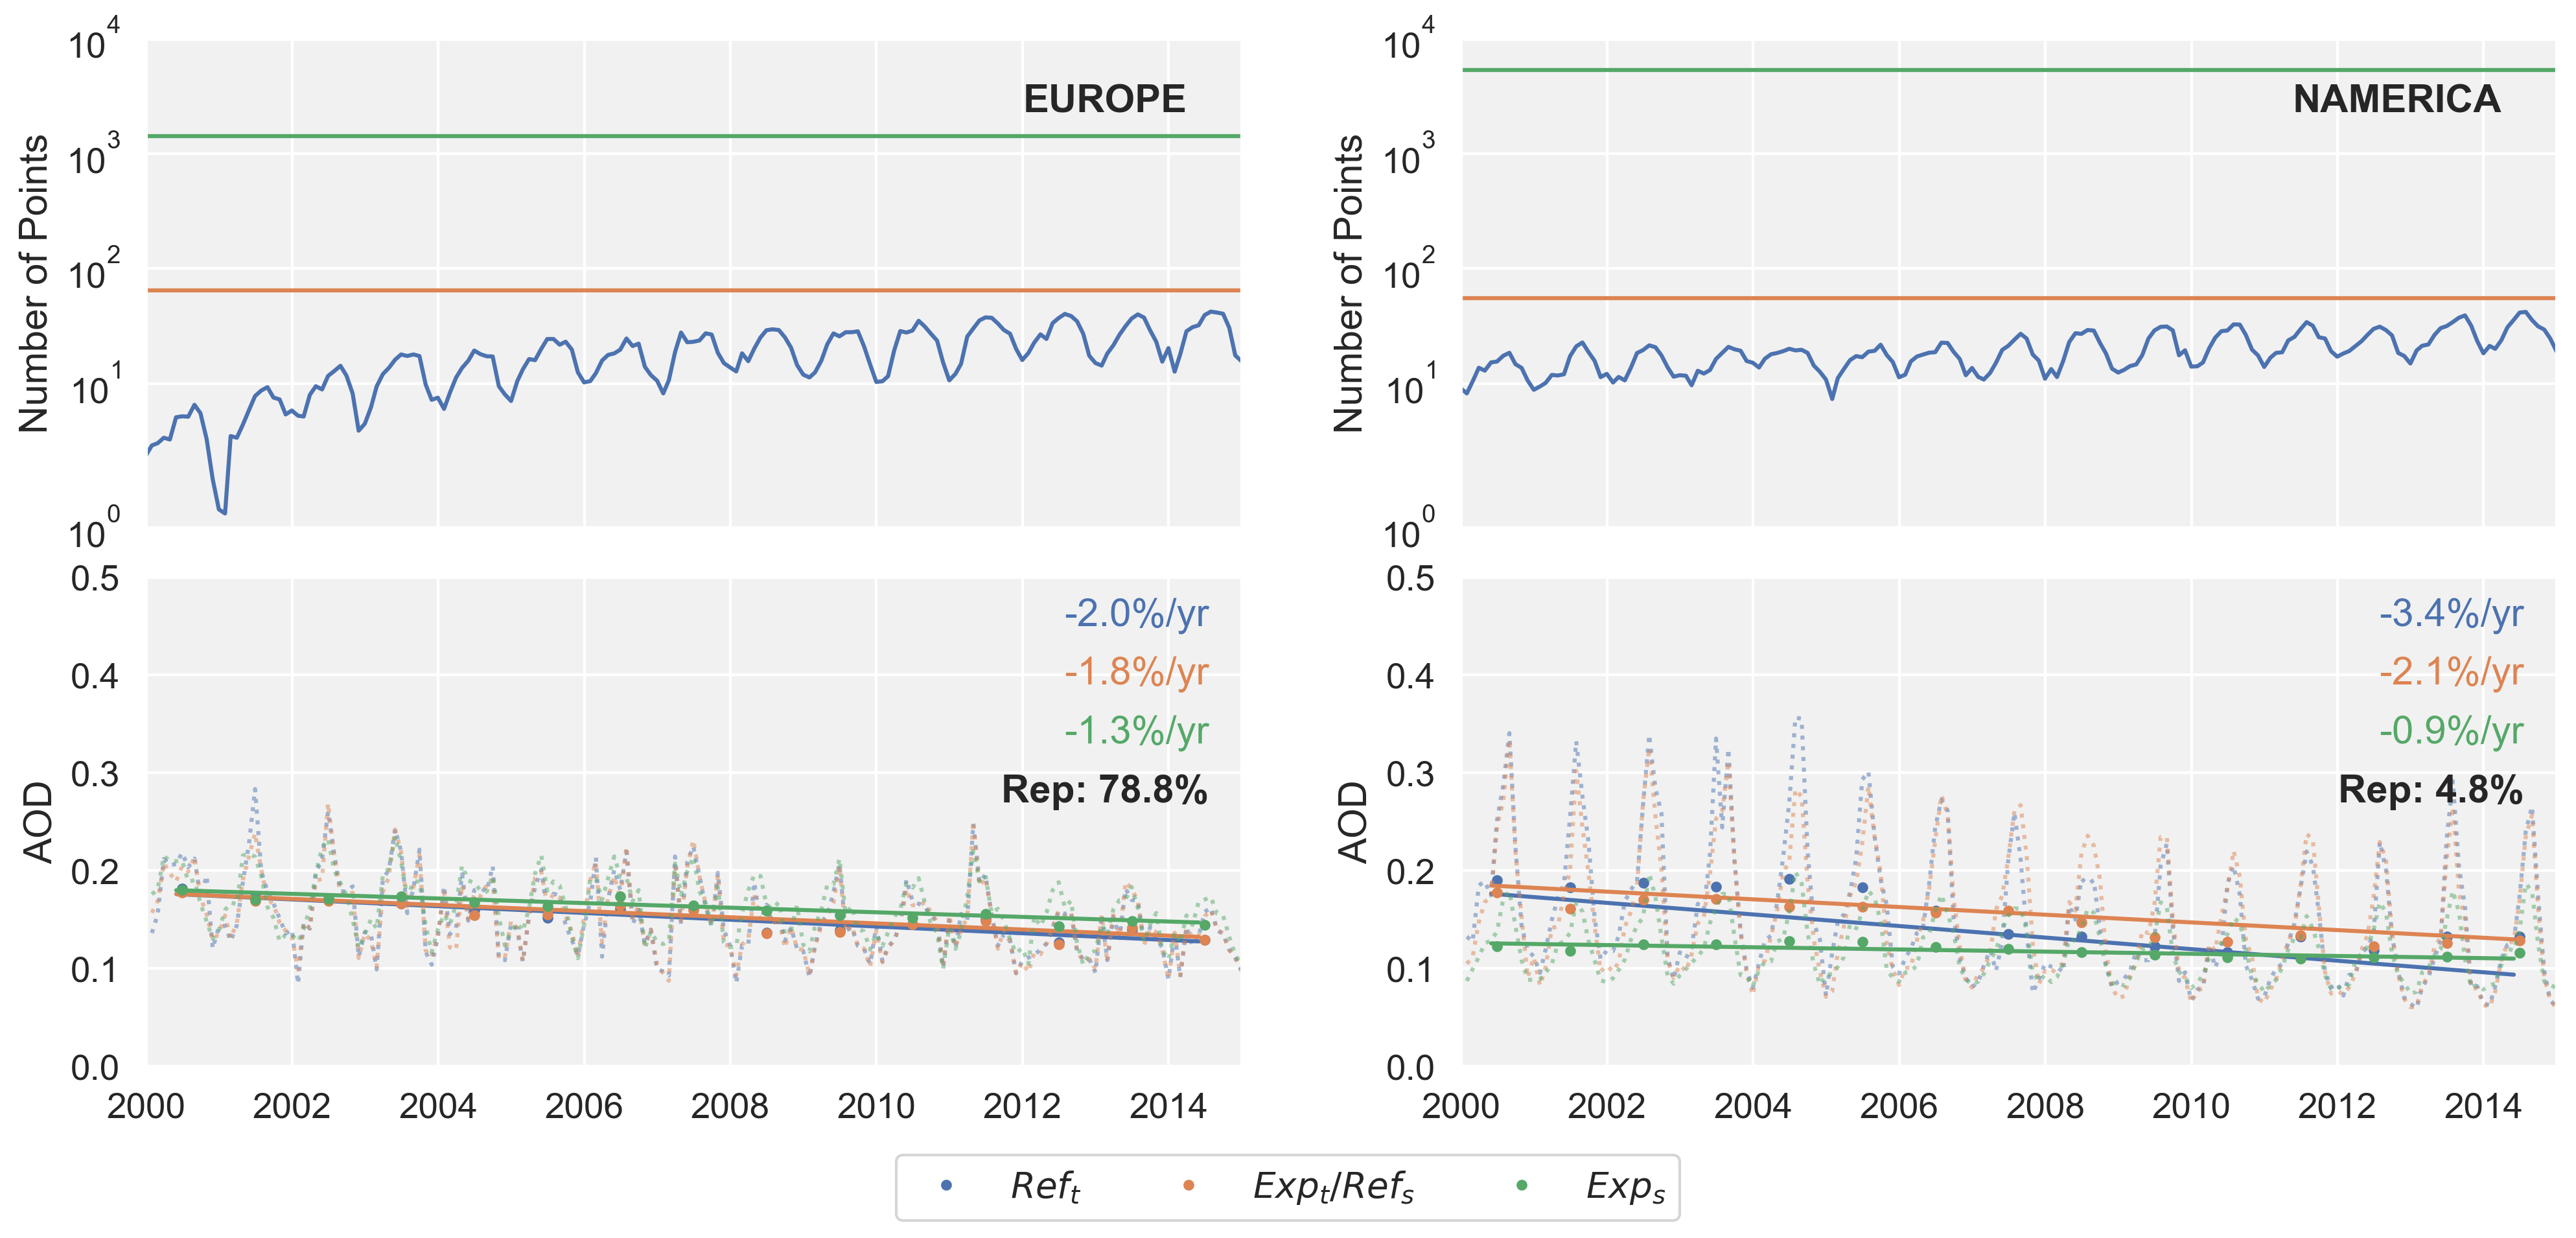 EUROPE
Number of Points
10^4
10^3
10^2
10^1
10^0
NAMERICA
Number of Points
10^4
10^3
10^2
10^1
10^0
AOD
0.5
0.4
0.3
0.2
0.1
0.0
-2.0%/yr
-1.8%/yr
-1.3%/yr
Rep: 78.8%
2000 2002 2004 2006 2008 2010 2012 2014
AOD
0.5
0.4
0.3
0.2
0.1
0.0
-3.4%/yr
-2.1%/yr
-0.9%/yr
Rep: 4.8%
2000 2002 2004 2006 2008 2010 2012 2014
Ref_t Exp_t/Ref_s Exp_s